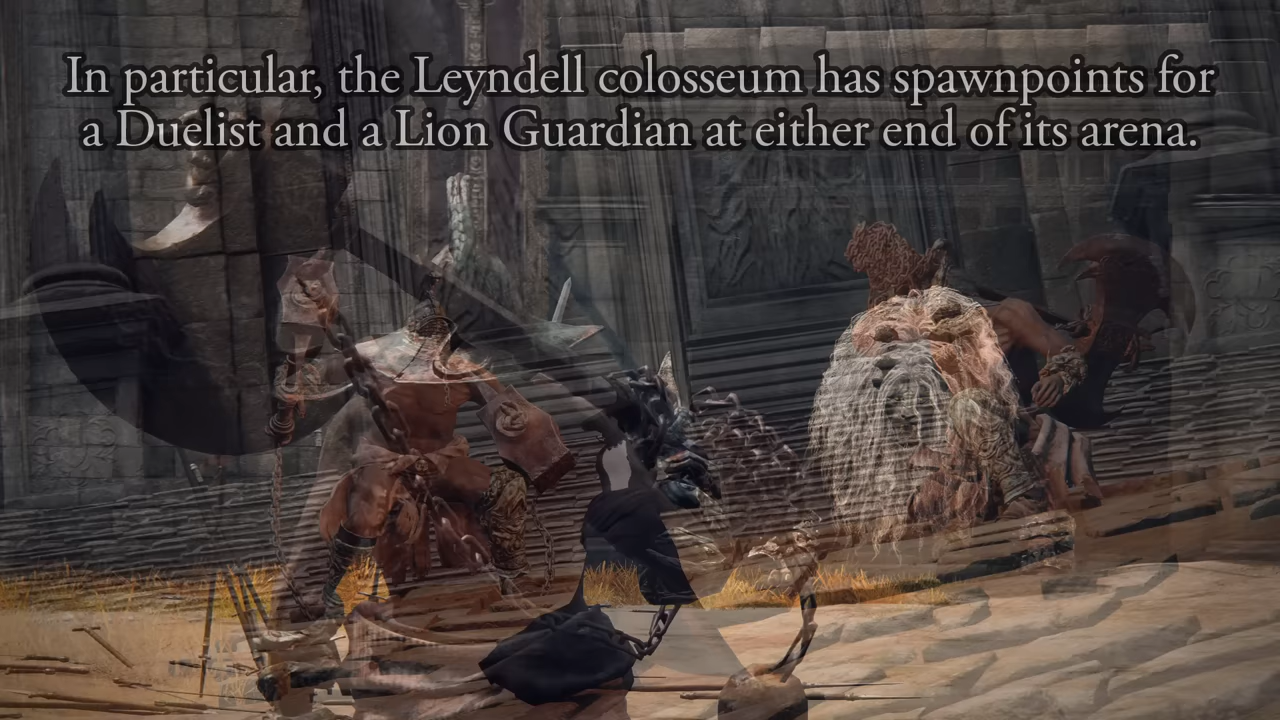 In particular, the Leyndell colosseum has spawnpoints for
a Duelist and a Lion Guardian at either end of its arena.